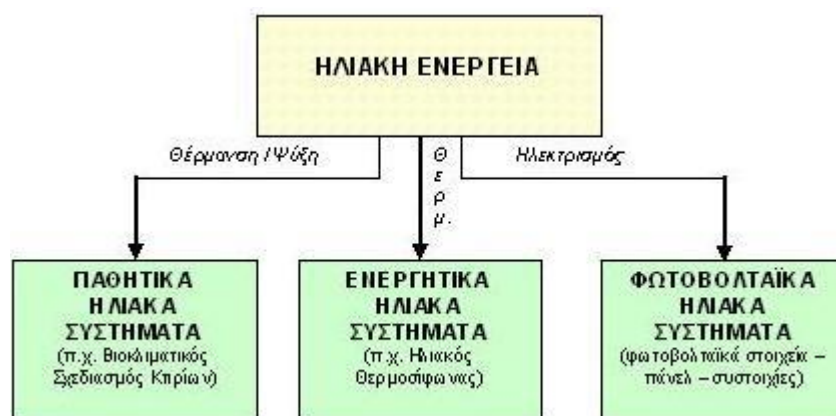 ΗΛΙΑΚΗ ΕΝΕΡΓΕΙΑ
Θέρμανση /Ψύξη
Θ
ε
ρ
μ.
Ηλεκτρισμός
ΠΑΘΗΤΙΚΑ
ΗΛΙΑΚΑ
ΣΥΣΤΗΜΑΤΑ
(π.χ. Βιοκλιματικός
Σχεδιασμός Κτιρίων)
ΕΝΕΡΓΗΤΙΚΑ
ΗΛΙΑΚΑ
ΣΥΣΤΗΜΑΤΑ
(π.χ. Ηλιακός
Θερμοσίφωνας)
ΦΩΤΟΒΟΛΤΑΪΚΑ
ΗΛΙΑΚΑ
ΣΥΣΤΗΜΑΤΑ
(φωτοβολταϊκά στοιχεία –
πάνελ – συστοιχίες)